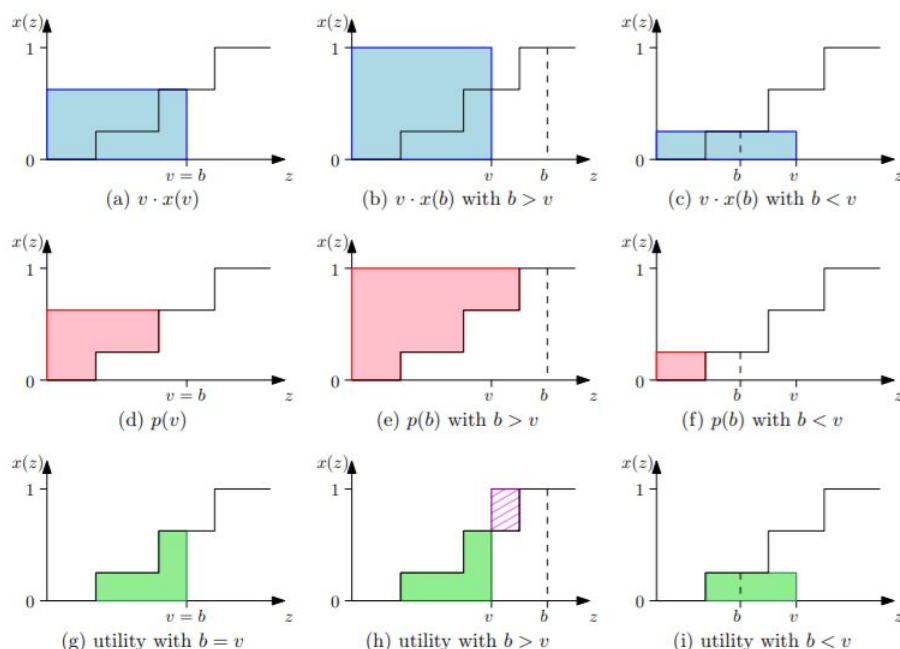 x(z) x(z) x(z)
1 1 1
0 0 0
v = b z v b z b v z
(a) v · x(v) (b) v · x(b) with b > v (c) v · x(b) with b < v
x(z) x(z) x(z)
1 1 1
0 0 0
v = b z v b z b v z
(d) p(v) (e) p(b) with b > v (f) p(b) with b < v
x(z) x(z) x(z)
1 1 1
0 0 0
v = b z v b z b v z
(g) utility with b = v (h) utility with b > v (i) utility with b < v